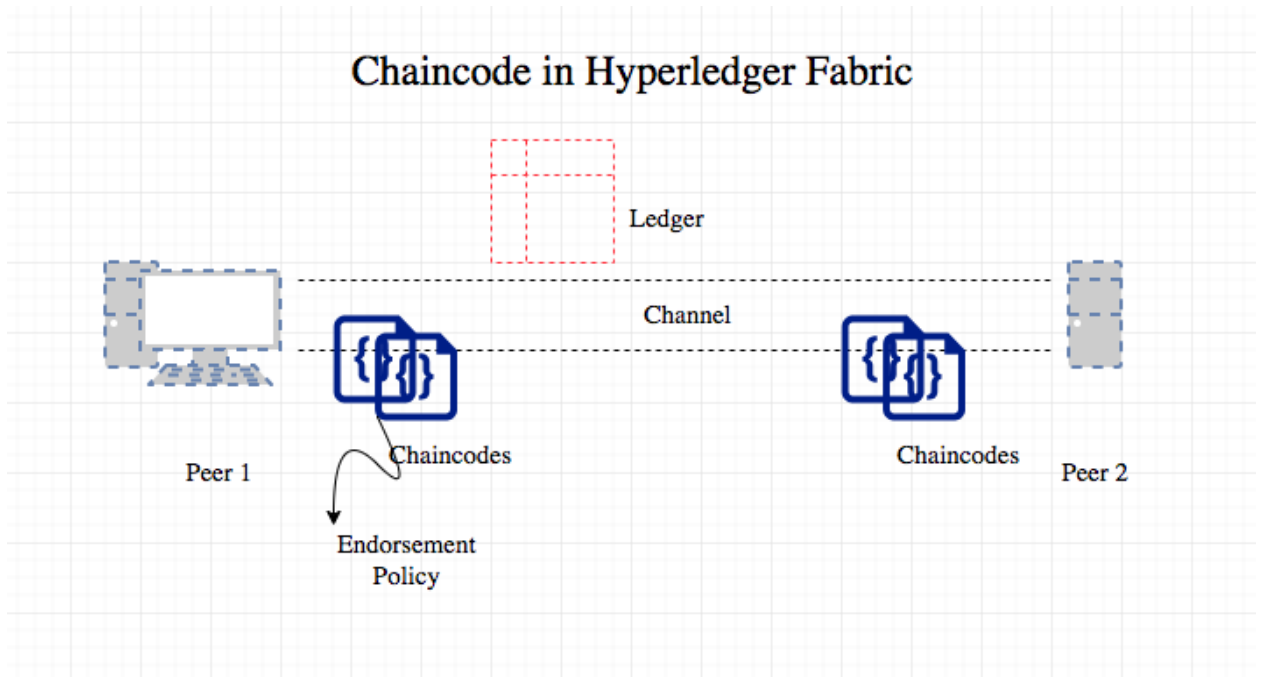 Chaincode in Hyperledger Fabric
Ledger
Channel
{ }
{ }
{ }
{ }
Chaincodes
Chaincodes
Peer 1
Peer 2
Endorsement
Policy